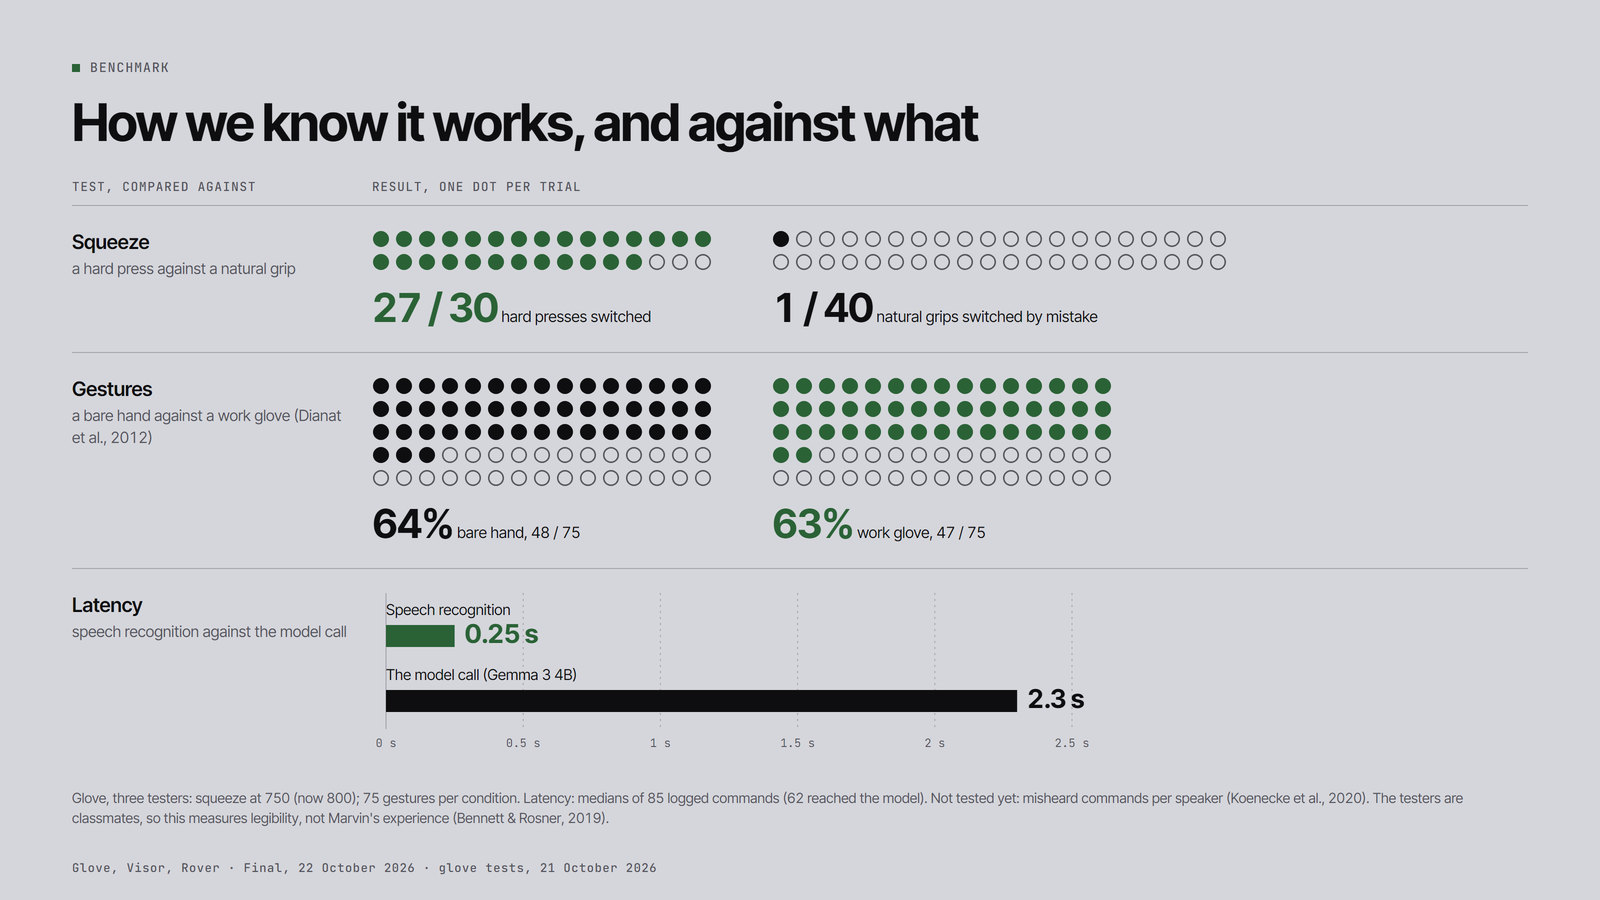 BENCHMARK
How we know it works, and against what
TEST, COMPARED AGAINST
RESULT, ONE DOT PER TRIAL
Squeeze
a hard press against a natural grip
27 / 30 hard presses switched
1 / 40 natural grips switched by mistake
Gestures
a bare hand against a work glove (Dianat
et al., 2012)
64% bare hand, 48 / 75
63% work glove, 47 / 75
Latency
speech recognition against the model call
Speech recognition
0.25 s
The model call (Gemma 3 4B)
2.3 s
0 s
0.5 s
1 s
1.5 s
2 s
2.5 s
Glove, three testers: squeeze at 750 (now 800); 75 gestures per condition. Latency: medians of 85 logged commands (62 reached the model). Not tested yet: misheard commands per speaker (Koenecke et al., 2020). The testers are
classmates, so this measures legibility, not Marvin's experience (Bennett & Rosner, 2019).
Glove, Visor, Rover · Final, 22 October 2026 · glove tests, 21 October 2026